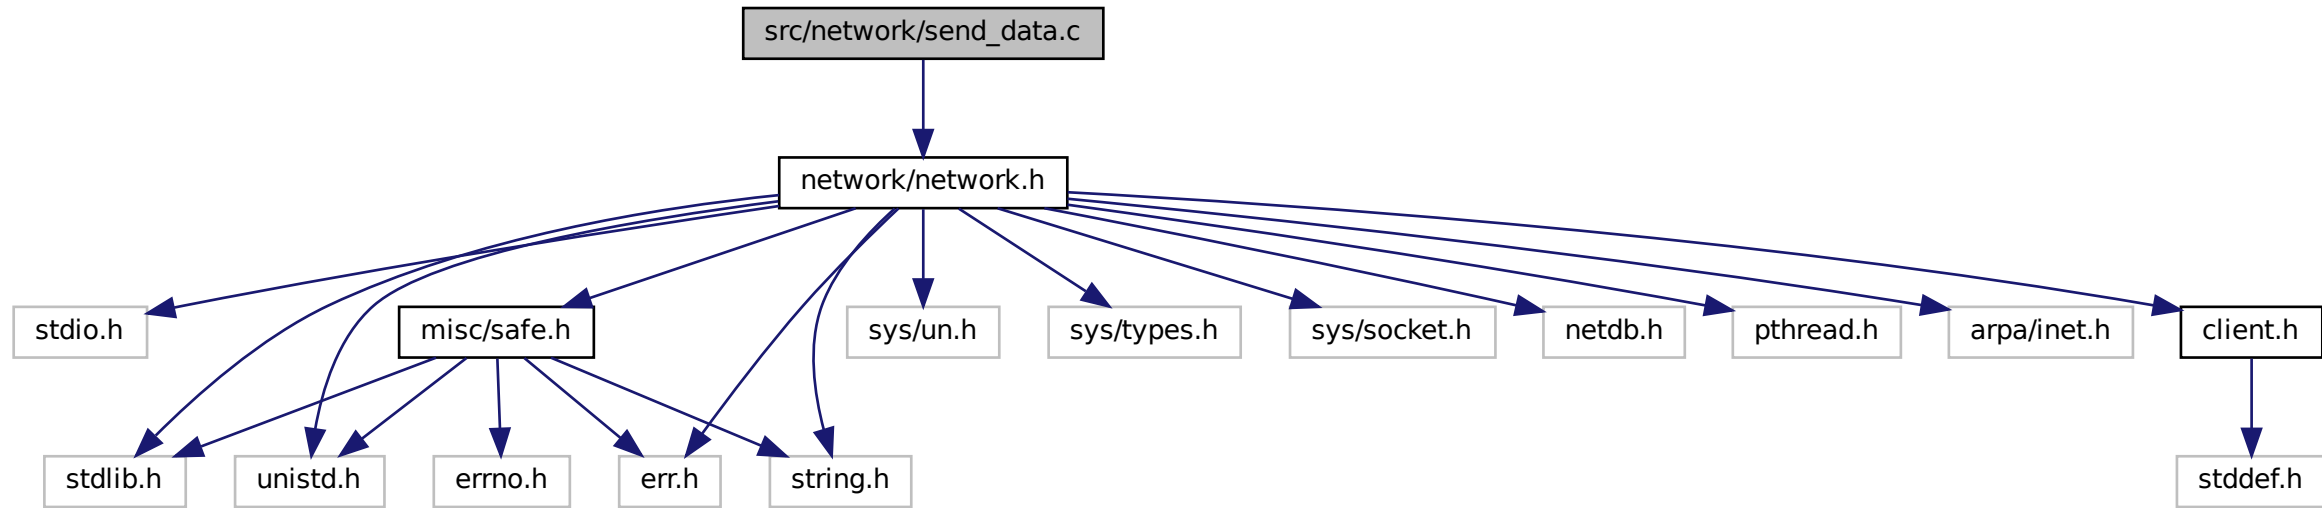 src/network/send_data.c
network/network.h
stdio.h
misc/safe.h
sys/un.h
sys/types.h
sys/socket.h
netdb.h
pthread.h
arpa/inet.h
client.h
stdlib.h
unistd.h
errno.h
err.h
string.h
stddef.h